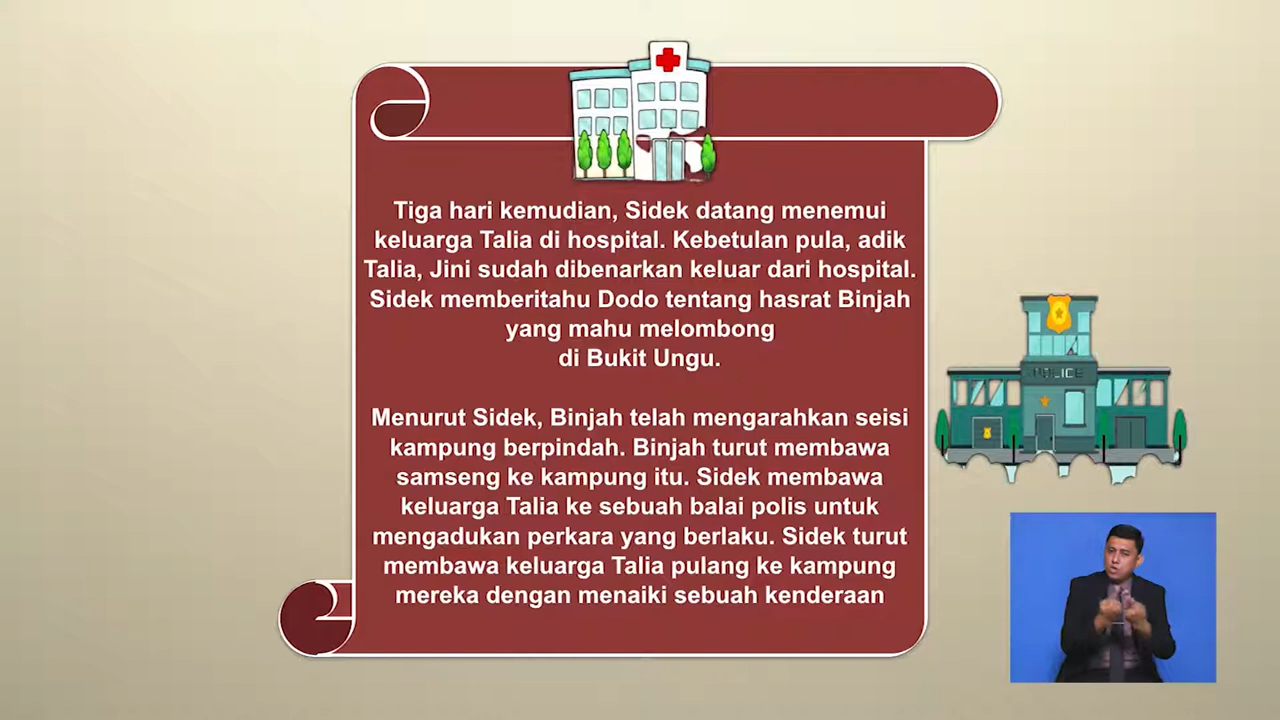 Tiga hari kemudian, Sidek datang menemui
keluarga Talia di hospital. Kebetulan pula, adik
Talia, Jini sudah dibenarkan keluar dari hospital.
Sidek memberitahu Dodo tentang hasrat Binjah
yang mahu melombong
di Bukit Ungu.
Menurut Sidek, Binjah telah mengarahkan seisi
kampung berpindah. Binjah turut membawa
samseng ke kampung itu. Sidek membawa
keluarga Talia ke sebuah balai polis untuk
mengadukan perkara yang berlaku. Sidek turut
membawa keluarga Talia pulang ke kampung
mereka dengan menaiki sebuah kenderaan
POLICE